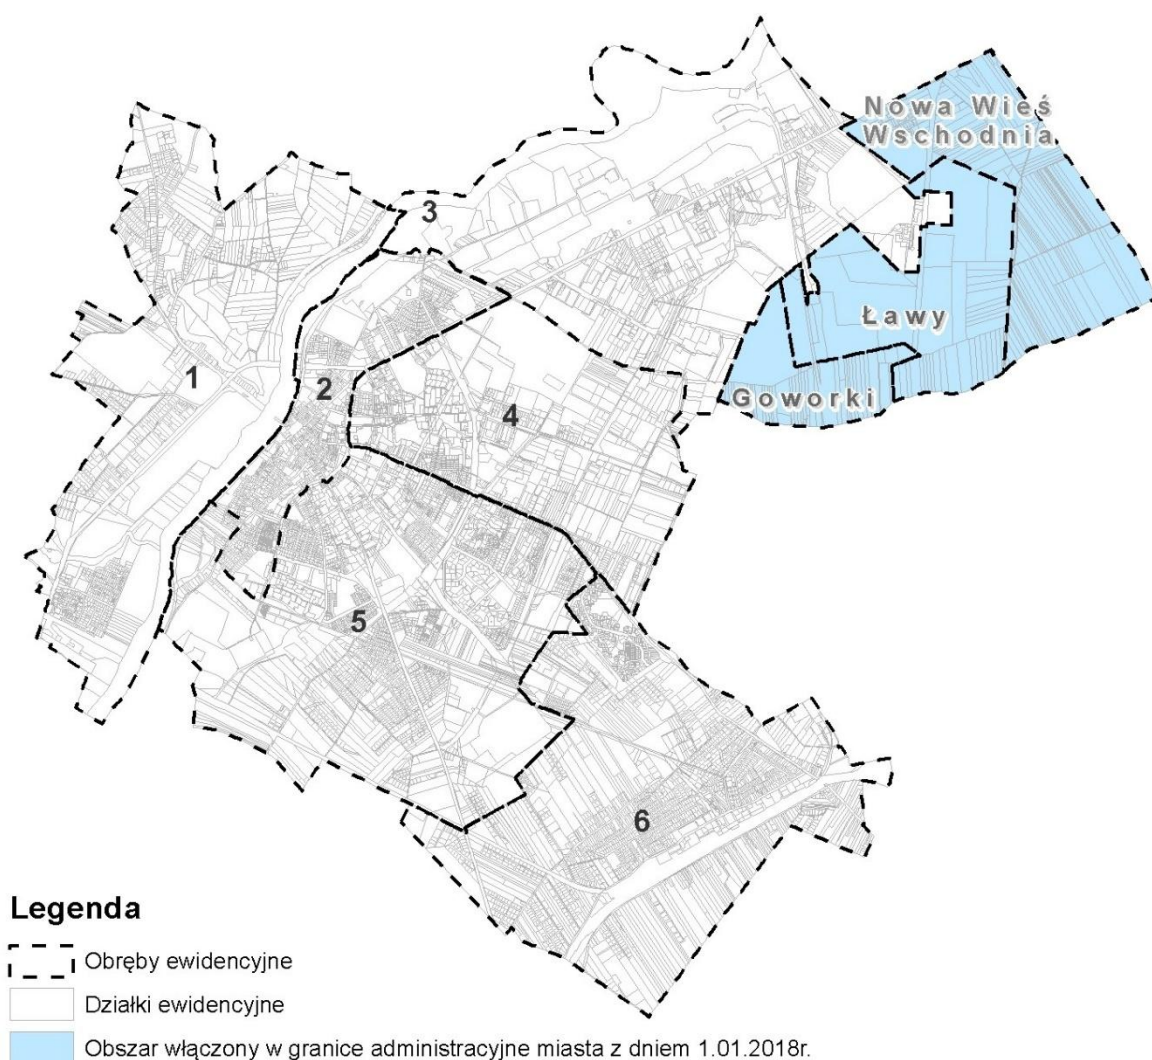 Nowa Wieś
Wschodnia
3
Ławy
1
2
Goworki
4
5
6
Legenda
Obręby ewidencyjne
Działki ewidencyjne
Obszar włączony w granice administracyjne miasta z dniem 1.01.2018r.